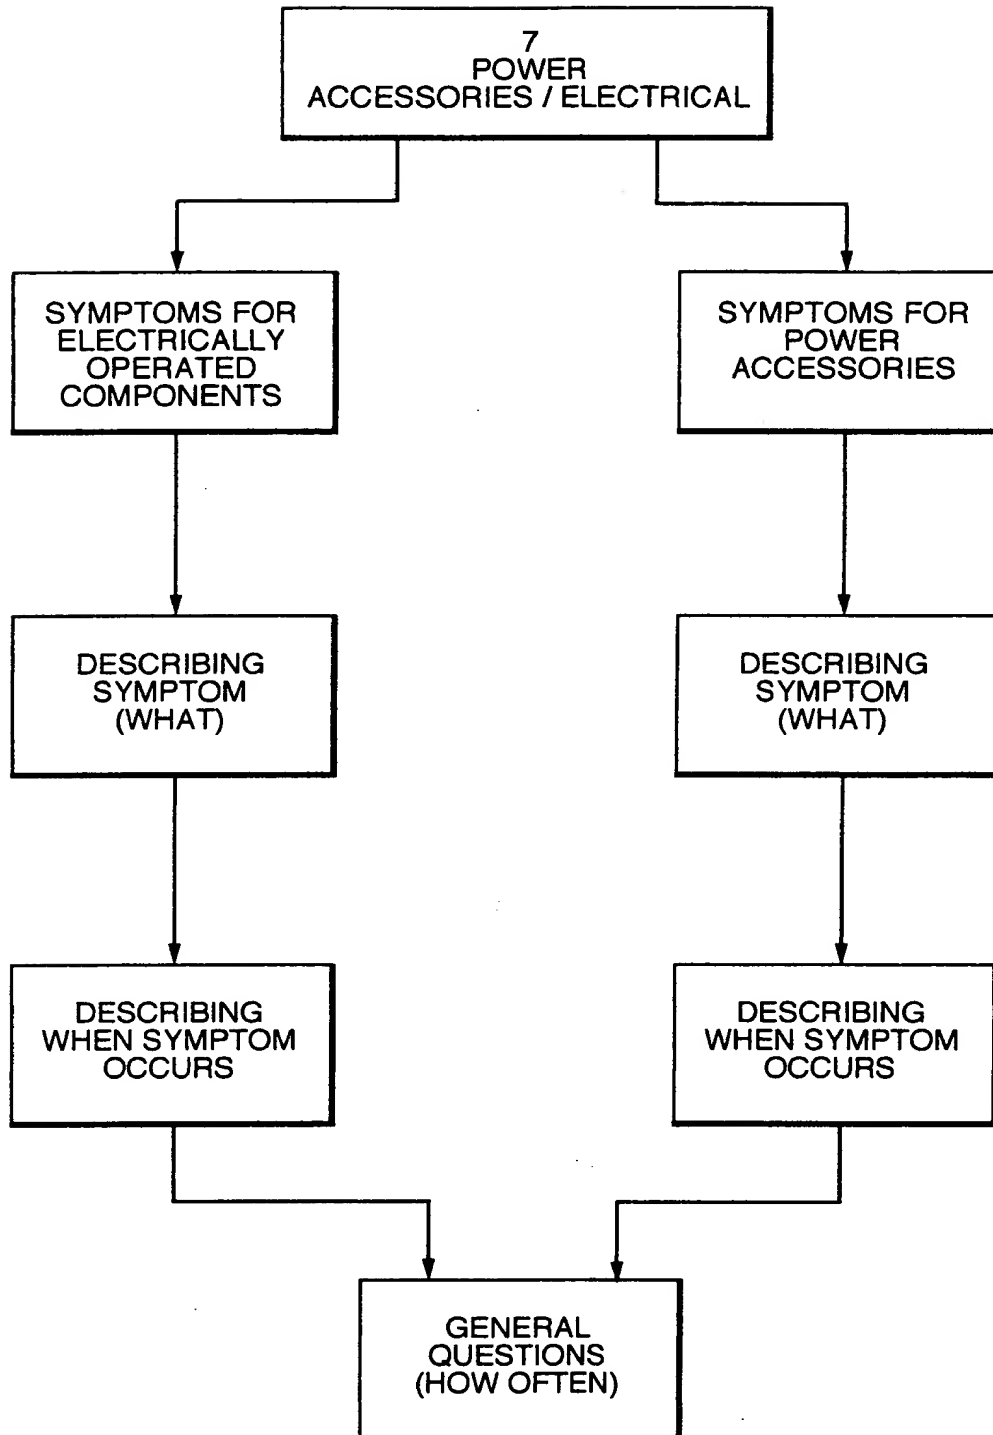 7
POWER
ACCESSORIES / ELECTRICAL
SYMPTOMS FOR
ELECTRICALLY
OPERATED
COMPONENTS
SYMPTOMS FOR
POWER
ACCESSORIES
DESCRIBING
SYMPTOM
(WHAT)
DESCRIBING
SYMPTOM
(WHAT)
DESCRIBING
WHEN SYMPTOM
OCCURS
DESCRIBING
WHEN SYMPTOM
OCCURS
GENERAL
QUESTIONS
(HOW OFTEN)